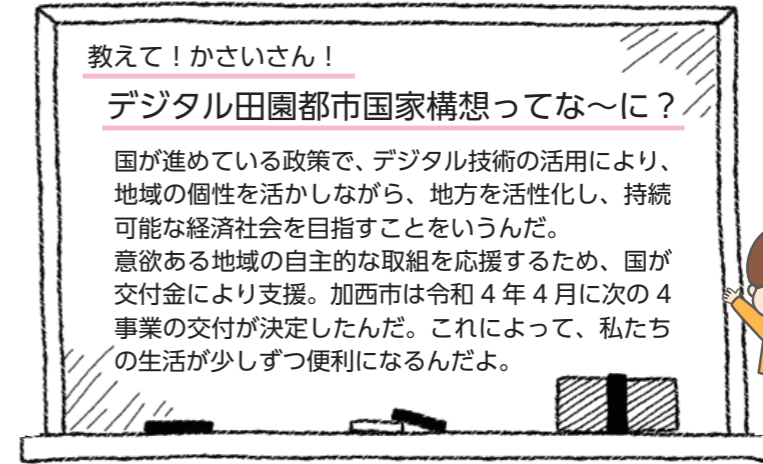 教えて！かさいさん！
デジタル田園都市国家構想ってな～に？
国が進めている政策で、デジタル技術の活用により、
地域の個性を活かしながら、地方を活性化し、持続
可能な経済社会を目指すことをいうんだ。
意欲ある地域の自主的な取組を応援するため、国が
交付金により支援。加西市は令和４年４月に次の４
事業の交付が決定したんだ。これによって、私たち
の生活が少しずつ便利になるんだよ。